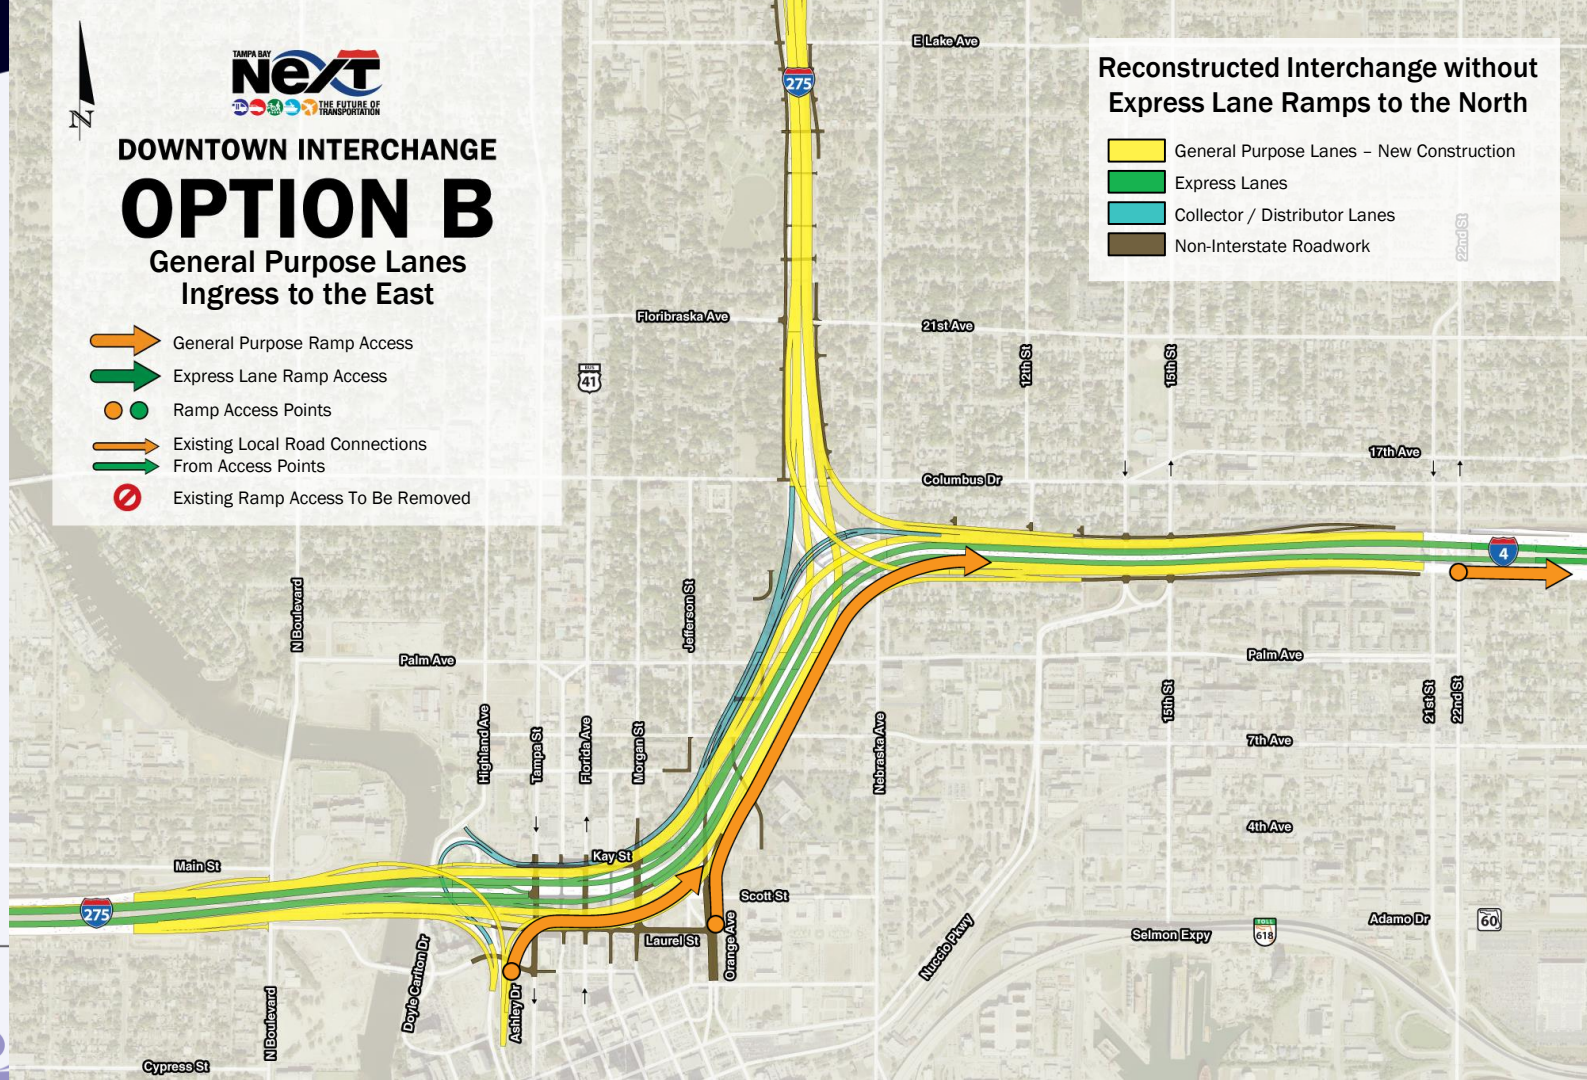 N
TAMPA BAY
NeXT
THE FUTURE OF
TRANSPORTATION
DOWNTOWN INTERCHANGE
OPTION B
General Purpose Lanes
Ingress to the East
General Purpose Ramp Access
Express Lane Ramp Access
Ramp Access Points
Existing Local Road Connections
From Access Points
Existing Ramp Access To Be Removed
Reconstructed Interchange without
Express Lane Ramps to the North
General Purpose Lanes – New Construction
Express Lanes
Collector / Distributor Lanes
Non-Interstate Roadwork
E Lake Ave
275
22nd St
Floribraska Ave
21st Ave
BUS
41
12th St
15th St
17th Ave
Columbus Dr
4
N Boulevard
Jefferson St
Palm Ave
Palm Ave
15th St
21st St
22nd St
Highland Ave
Tampa St
Florida Ave
Morgan St
Nebraska Ave
7th Ave
4th Ave
Main St
Kay St
Scott St
275
Laurel St
Orange Ave
Nuccio Pkwy
Selmon Expy
TOLL
618
Adamo Dr
60
Doyle Carlton Dr
Ashley Dr
N Boulevard
Cypress St